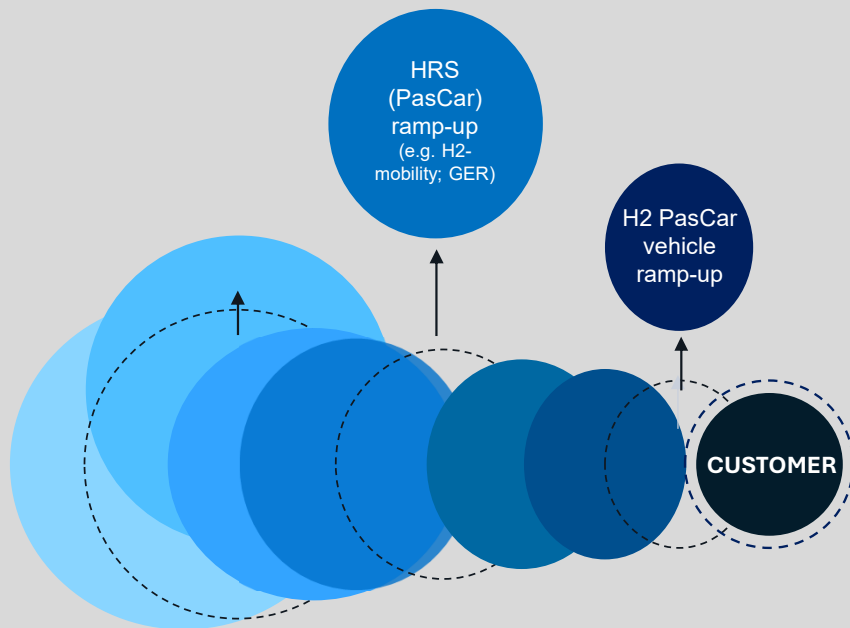 HRS
(PasCar)
ramp-up
(e.g. H2-
mobility; GER)
H2 PasCar
vehicle
ramp-up
CUSTOMER